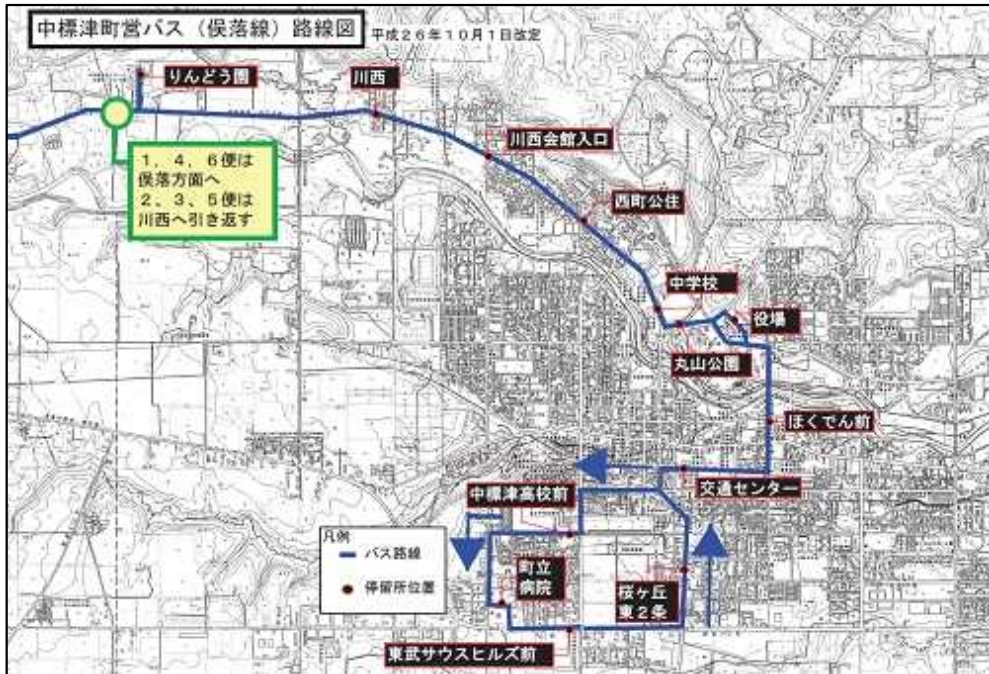 中標津町営バス（俣落線）路線図
平成２６年１０月１日改定
りんどう園
川西
川西会館入口
１，４，６便は
俣落方面へ
２、３、５便は
川西へ引き返す
西町公住
中学校
役場
丸山公園
ほくでん前
交通センター
中標津高校前
凡例
バス路線
停留所位置
町立
病院
桜ヶ丘
東２条
東武サウスヒルズ前